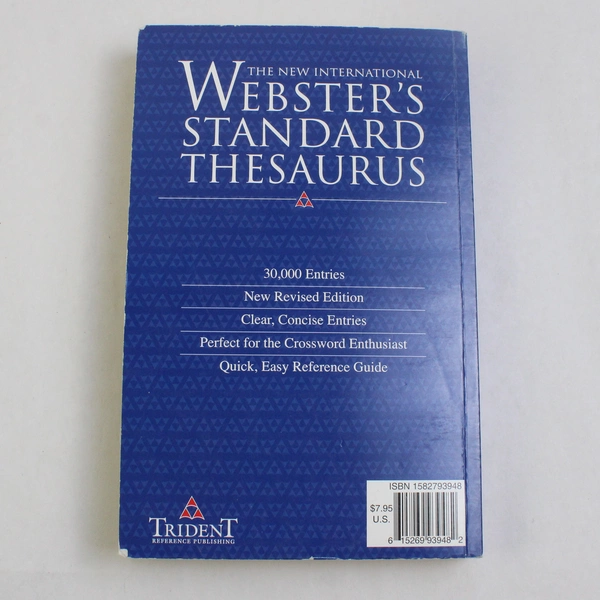 THE NEW INTERNATIONAL
WEBSTER'S
STANDARD
THESAURUS
30,000 Entries
New Revised Edition
Clear, Concise Entries
Perfect for the Crossword Enthusiast
Quick, Easy Reference Guide
TRIDENT
REFERENCE PUBLISHING
ISBN 1582793948
$7.95
U.S.
6 15269 93948 2